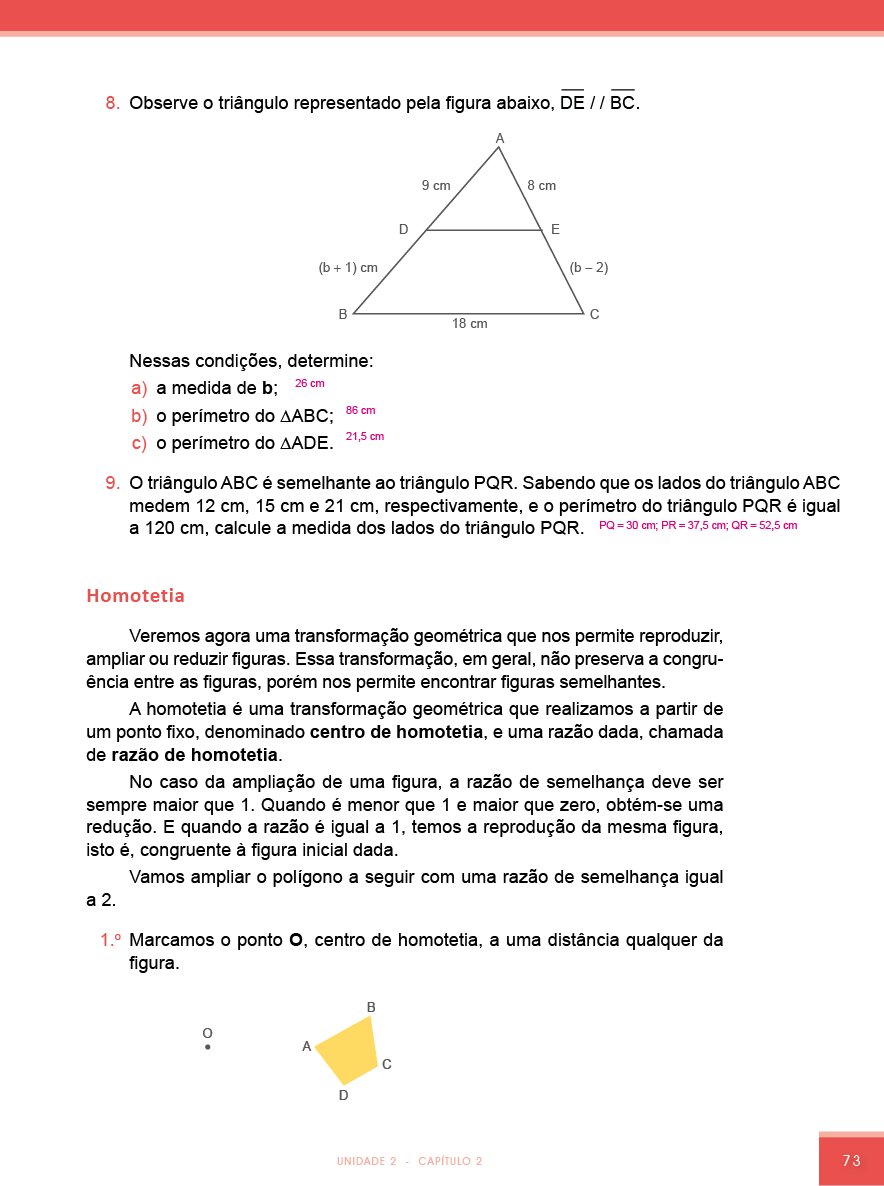 8. Observe o triângulo representado pela figura abaixo, DE / / BC.
A
9 cm
8 cm
D
E
(b + 1) cm
(b – 2)
B
C
18 cm
Nessas condições, determine:
a) a medida de b; 26 cm
b) o perímetro do ∆ABC; 86 cm
c) o perímetro do ∆ADE. 21,5 cm
9. O triângulo ABC é semelhante ao triângulo PQR. Sabendo que os lados do triângulo ABC
medem 12 cm, 15 cm e 21 cm, respectivamente, e o perímetro do triângulo PQR é igual
a 120 cm, calcule a medida dos lados do triângulo PQR. PQ = 30 cm; PR = 37,5 cm; QR = 52,5 cm
Homotetia
Veremos agora uma transformação geométrica que nos permite reproduzir,
ampliar ou reduzir figuras. Essa transformação, em geral, não preserva a congru-
ência entre as figuras, porém nos permite encontrar figuras semelhantes.
A homotetia é uma transformação geométrica que realizamos a partir de
um ponto fixo, denominado centro de homotetia, e uma razão dada, chamada
de razão de homotetia.
No caso da ampliação de uma figura, a razão de semelhança deve ser
sempre maior que 1. Quando é menor que 1 e maior que zero, obtém-se uma
redução. E quando a razão é igual a 1, temos a reprodução da mesma figura,
isto é, congruente à figura inicial dada.
Vamos ampliar o polígono a seguir com uma razão de semelhança igual
a 2.
1.º Marcamos o ponto O, centro de homotetia, a uma distância qualquer da
figura.
B
O
A
C
D
UNIDADE 2 - CAPÍTULO 2
73